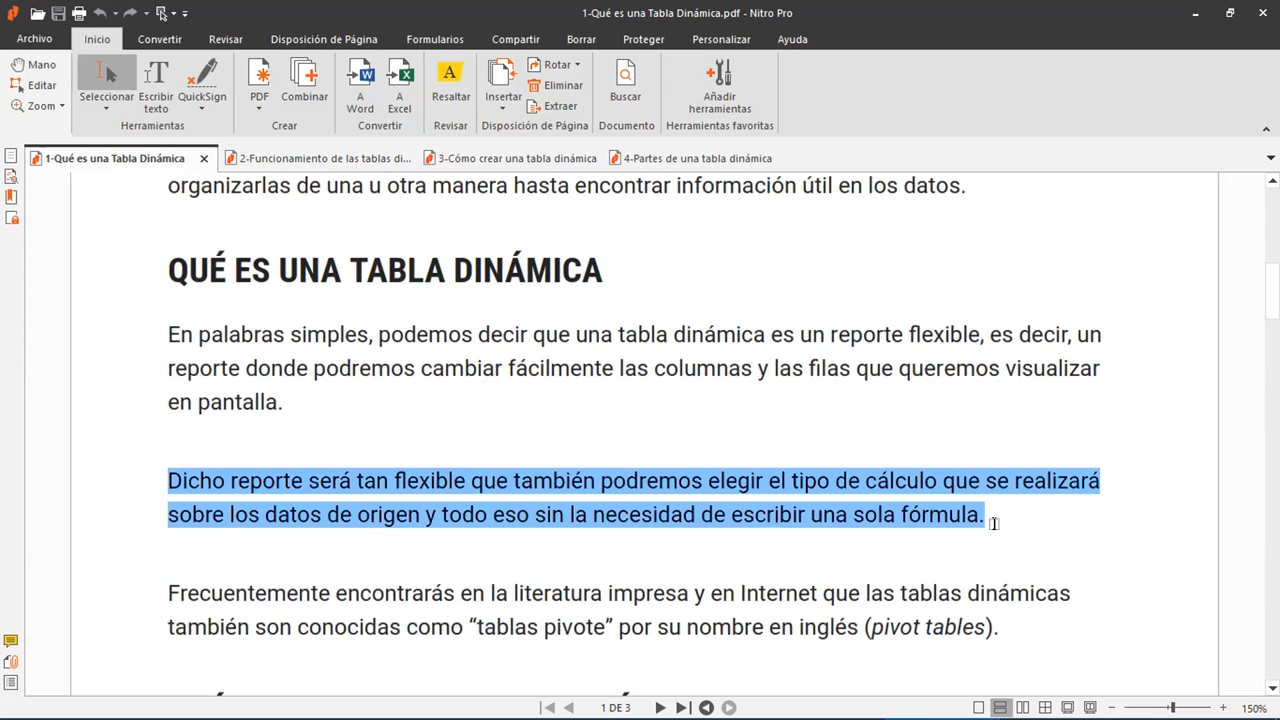 1-Qué es una Tabla Dinámica.pdf - Nitro Pro
Archivo Inicio Convertir Revisar Disposición de Página Formularios Compartir Borrar Proteger Personalizar Ayuda
Mano
Editar
Zoom
Seleccionar
Escribir texto
QuickSign
Herramientas
PDF
Combinar
Crear
A Word
A Excel
Convertir
Resaltar
Revisar
Insertar
Rotar
Eliminar
Extraer
Disposición de Página
Buscar
Documento
Añadir herramientas
Herramientas favoritas
1-Qué es una Tabla Dinámica 2-Funcionamiento de las tablas di... 3-Cómo crear una tabla dinámica 4-Partes de una tabla dinámica
organizarlas de una u otra manera hasta encontrar información útil en los datos.
QUÉ ES UNA TABLA DINÁMICA
En palabras simples, podemos decir que una tabla dinámica es un reporte flexible, es decir, un
reporte donde podremos cambiar fácilmente las columnas y las filas que queremos visualizar
en pantalla.
Dicho reporte será tan flexible que también podremos elegir el tipo de cálculo que se realizará
sobre los datos de origen y todo eso sin la necesidad de escribir una sola fórmula.
Frecuentemente encontrarás en la literatura impresa y en Internet que las tablas dinámicas
también son conocidas como “tablas pivote” por su nombre en inglés (pivot tables).
1 DE 3
150%